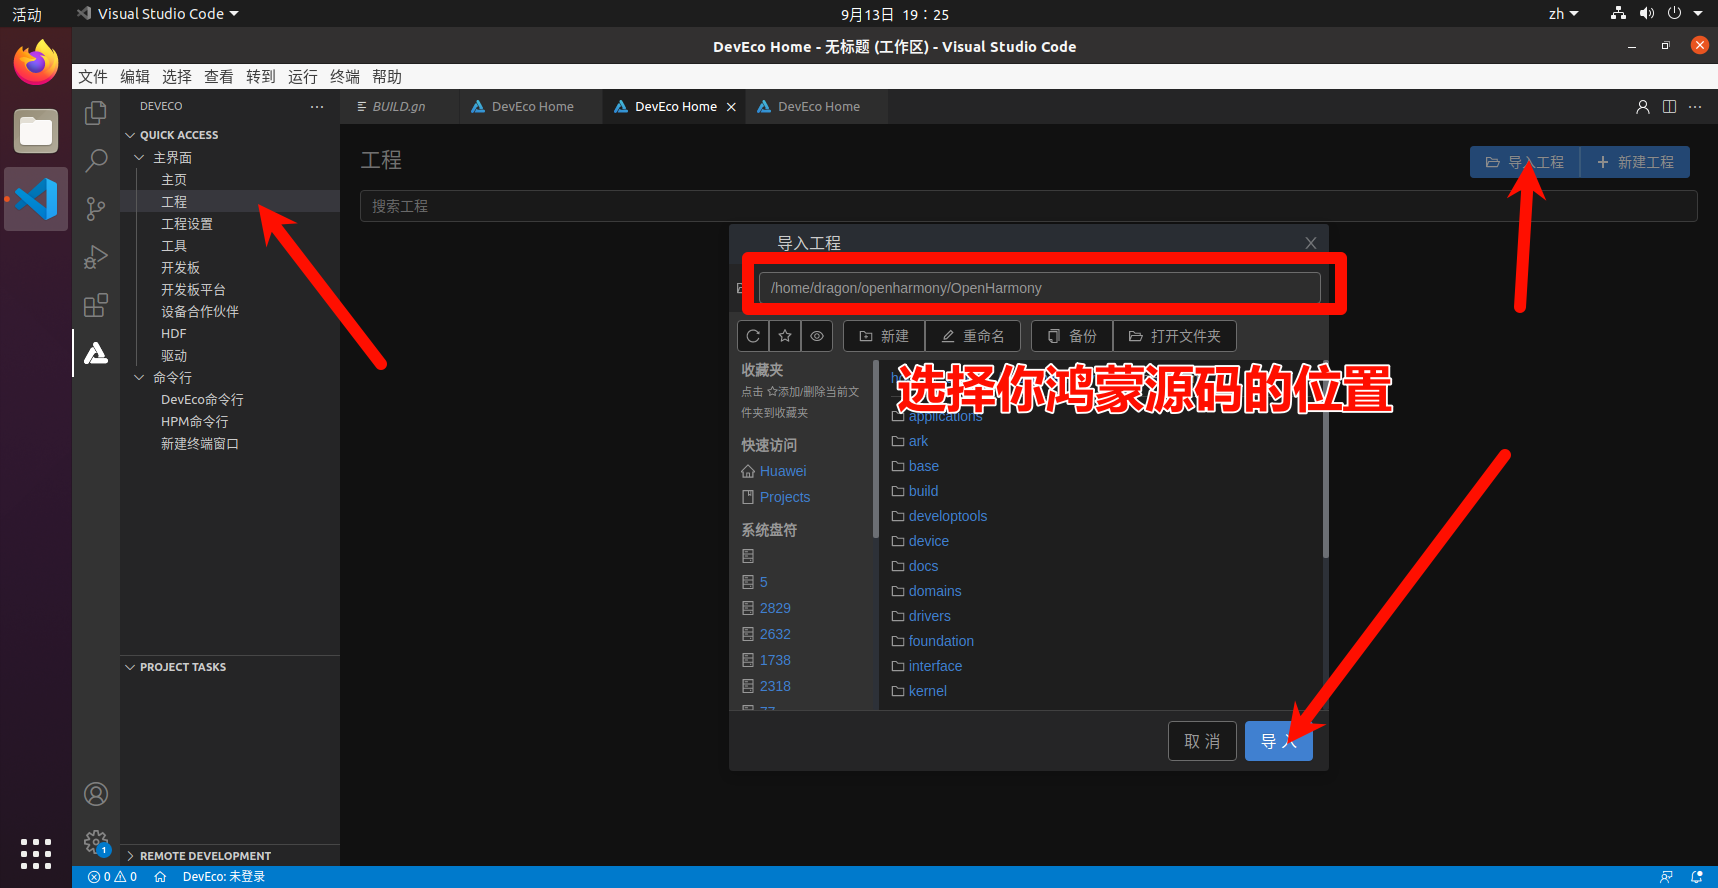 活动
Visual Studio Code
9月13日 19：25
zh
DevEco Home - 无标题 (工作区) - Visual Studio Code
文件 编辑 选择 查看 转到 运行 终端 帮助
DEVECO
BUILD.gn
DevEco Home
DevEco Home
DevEco Home
QUICK ACCESS
主界面
主页
工程
工程设置
工具
开发板
开发板平台
设备合作伙伴
HDF
驱动
命令行
DevEco命令行
HPM命令行
新建终端窗口
PROJECT TASKS
REMOTE DEVELOPMENT
工程
导入工程
新建工程
搜索工程
导入工程
/home/dragon/openharmony/OpenHarmony
新建
重命名
备份
打开文件夹
选择你鸿蒙源码的位置
收藏夹
点击 ☆添加/删除当前文
件夹到收藏夹
快速访问
Huawei
Projects
系统盘符
5
2829
2632
1738
2318
77
applications
ark
base
build
developtools
device
docs
domains
drivers
foundation
interface
kernel
取 消
导 入
1
0 0
DevEco: 未登录